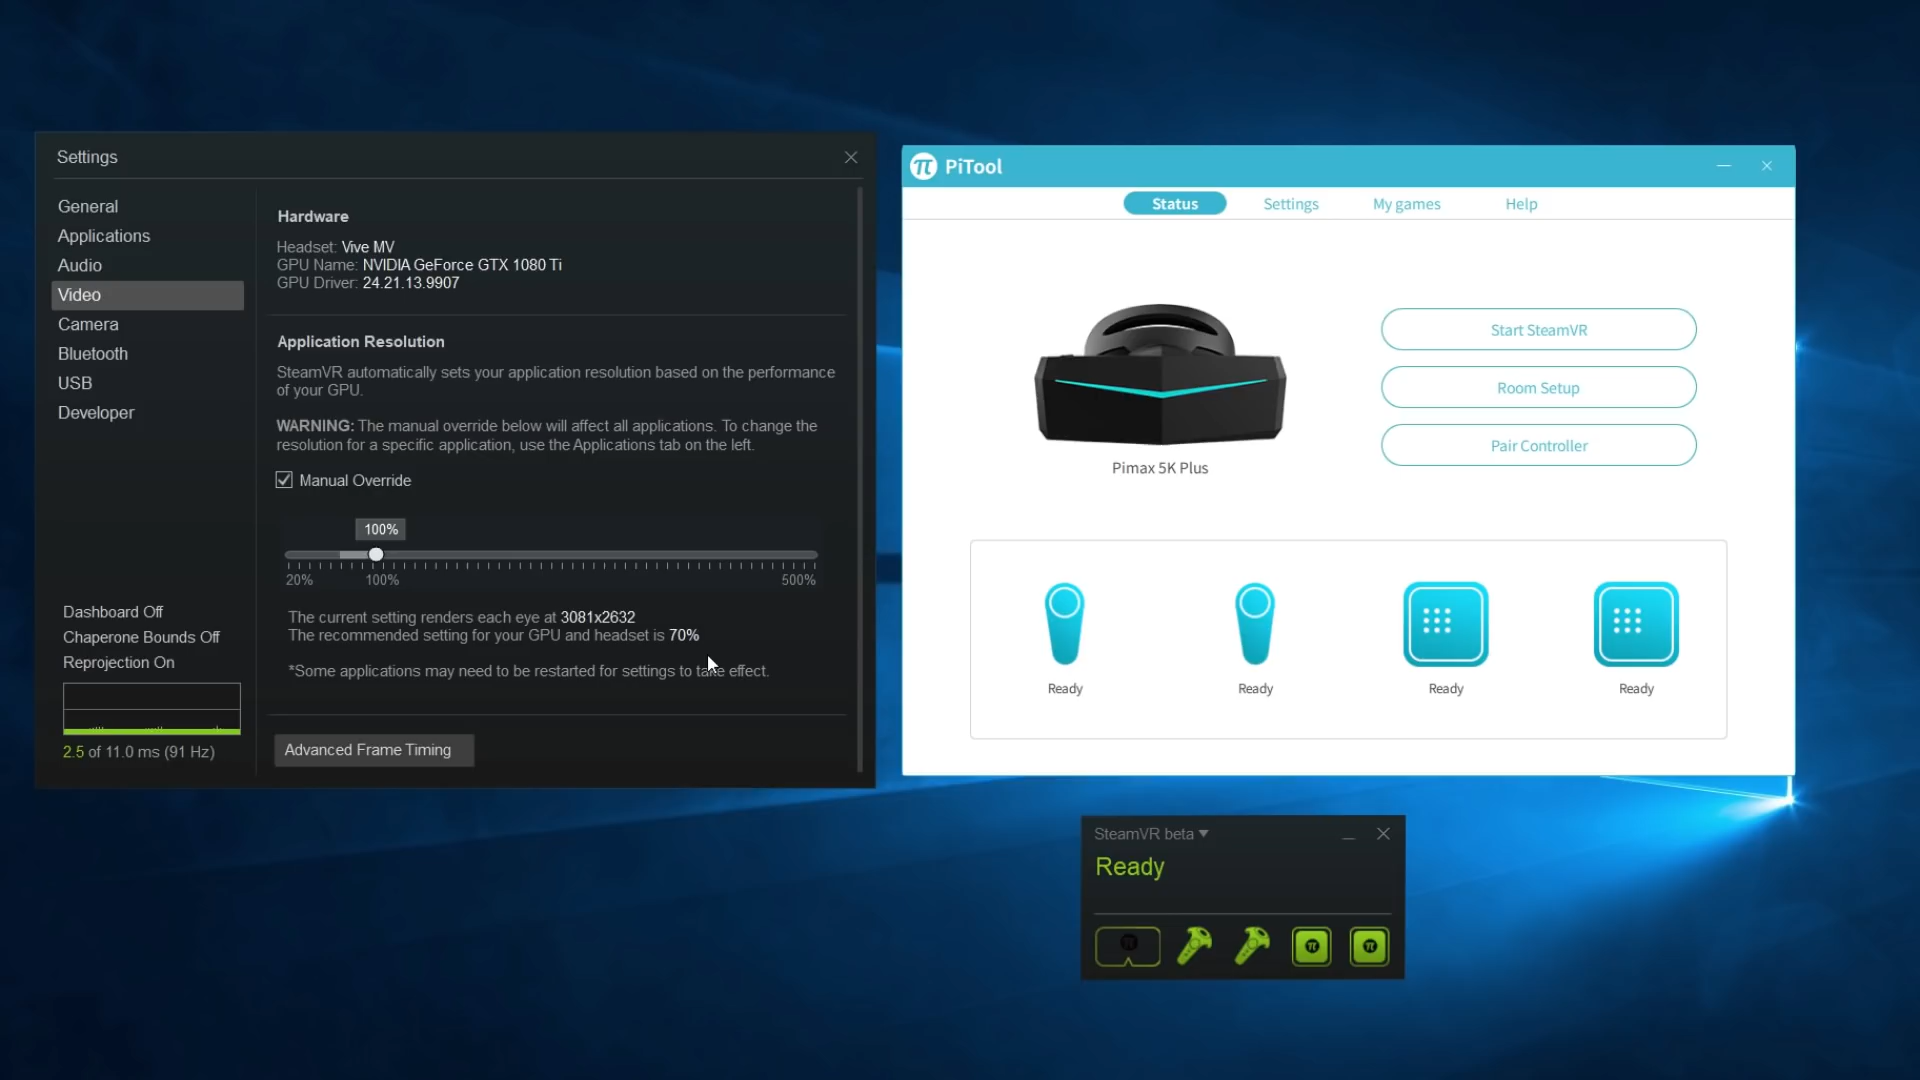 Settings
General
Applications
Audio
Video
Camera
Bluetooth
USB
Developer
Dashboard Off
Chaperone Bounds Off
Reprojection On
2.5 of 11.0 ms (91 Hz)
Hardware
Headset: Vive MV
GPU Name: NVIDIA GeForce GTX 1080 Ti
GPU Driver: 24.21.13.9907
Application Resolution
SteamVR automatically sets your application resolution based on the performance
of your GPU.
WARNING: The manual override below will affect all applications. To change the
resolution for a specific application, use the Applications tab on the left.
Manual Override
100%
20% 100% 500%
The current setting renders each eye at 3081x2632
The recommended setting for your GPU and headset is 70%
*Some applications may need to be restarted for settings to take effect.
Advanced Frame Timing
π PiTool
Status Settings My games Help
Pimax 5K Plus
Start SteamVR
Room Setup
Pair Controller
Ready Ready Ready Ready
SteamVR beta
Ready
π π π